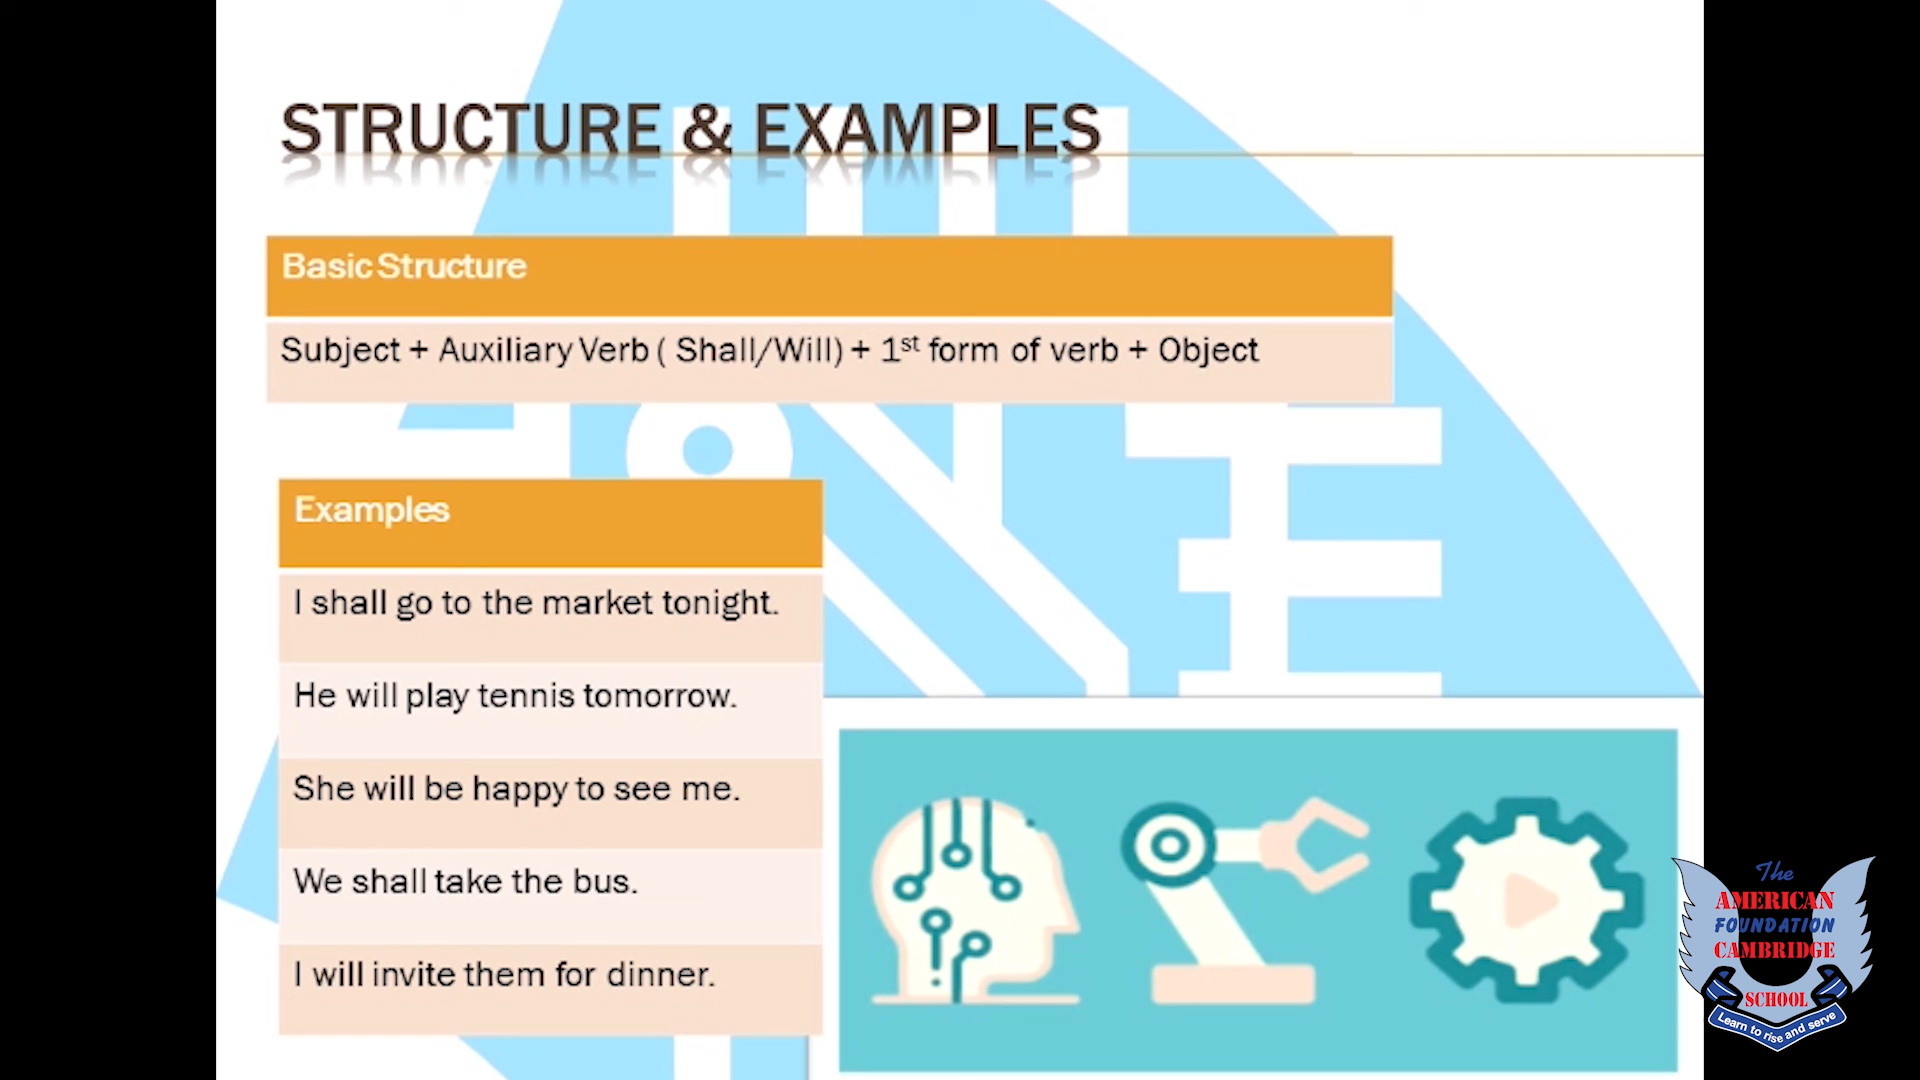 STRUCTURE & EXAMPLES
Basic Structure
Subject + Auxiliary Verb ( Shall/Will) + 1st form of verb + Object
Examples
I shall go to the market tonight.
He will play tennis tomorrow.
She will be happy to see me.
We shall take the bus.
I will invite them for dinner.
The
AMERICAN
FOUNDATION
CAMBRIDGE
SCHOOL
Learn to rise and serve